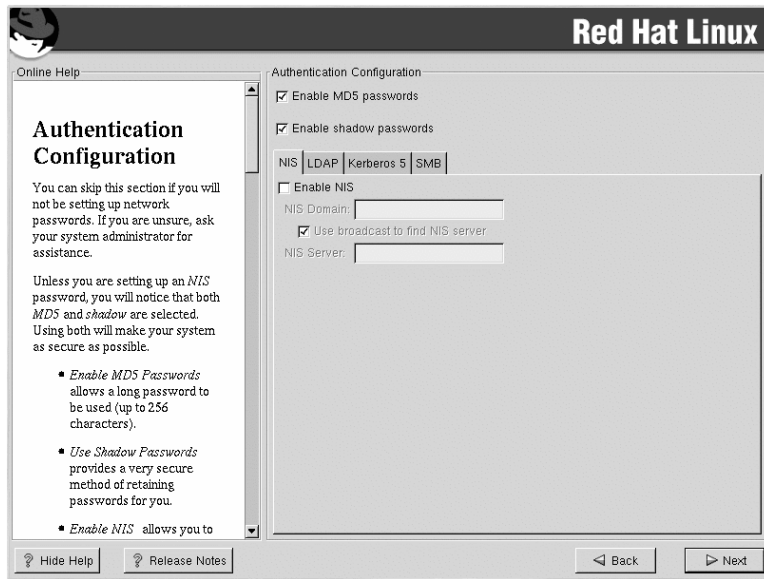 Red Hat Linux
Online Help
Authentication
Configuration
You can skip this section if you will
not be setting up network
passwords. If you are unsure, ask
your system administrator for
assistance.
Unless you are setting up an NIS
password, you will notice that both
MD5 and shadow are selected.
Using both will make your system
as secure as possible.
Enable MD5 Passwords
allows a long password to
be used (up to 256
characters).
Use Shadow Passwords
provides a very secure
method of retaining
passwords for you.
Enable NIS allows you to
Authentication Configuration
Enable MD5 passwords
Enable shadow passwords
NIS LDAP Kerberos 5 SMB
Enable NIS
NIS Domain:
Use broadcast to find NIS server
NIS Server:
Hide Help Release Notes Back Next